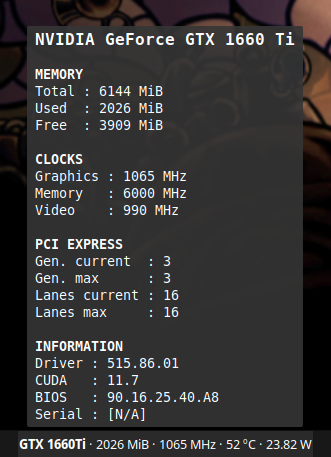 NVIDIA GeForce GTX 1660 Ti
MEMORY
Total : 6144 MiB
Used  : 2026 MiB
Free  : 3909 MiB
CLOCKS
Graphics : 1065 MHz
Memory   : 6000 MHz
Video    : 990 MHz
PCI EXPRESS
Gen. current  : 3
Gen. max      : 3
Lanes current : 16
Lanes max     : 16
INFORMATION
Driver : 515.86.01
CUDA   : 11.7
BIOS   : 90.16.25.40.A8
Serial : [N/A]
GTX 1660Ti · 2026 MiB · 1065 MHz · 52 °C · 23.82 W